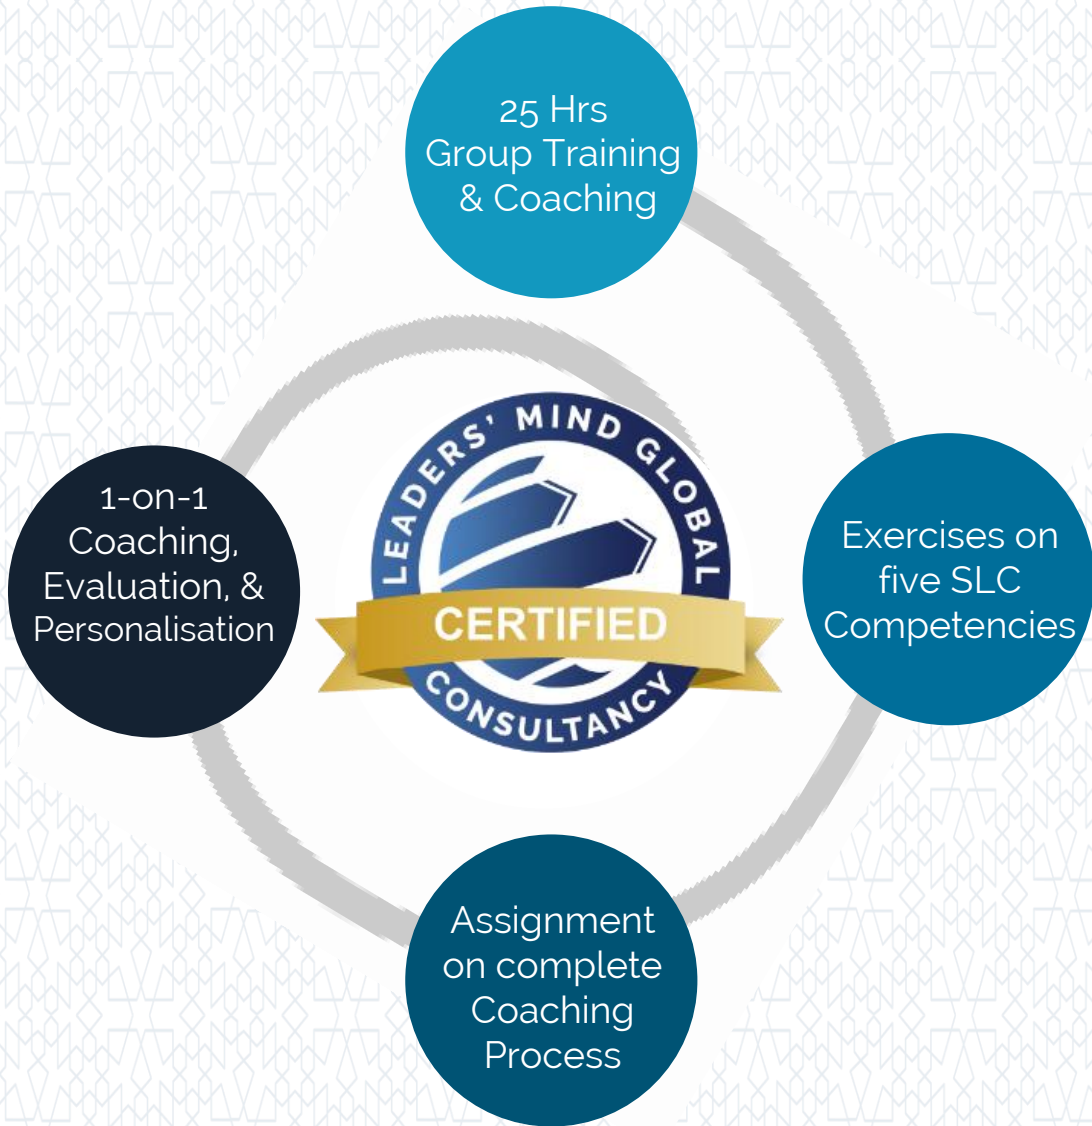 25 Hrs
Group Training
& Coaching
Exercises on
five SLC
Competencies
Assignment
on complete
Coaching
Process
1-on-1
Coaching,
Evaluation, &
Personalisation
LEADERS' MIND GLOBAL
CERTIFIED
CONSULTANCY